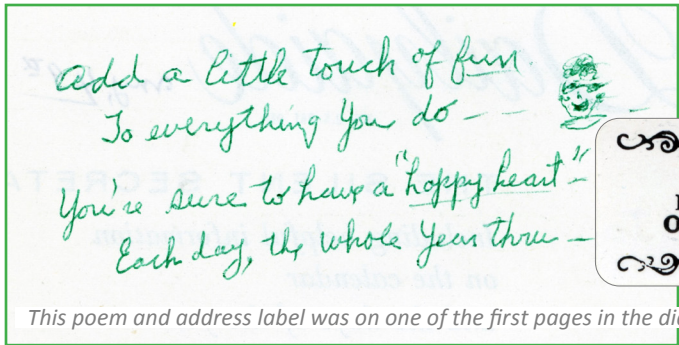 add a little touch of fun.
To everything You do -
You're sure to have a "happy heart" -
Each day, the whole Year thru -
This poem and address label was on one of the first pages in the di